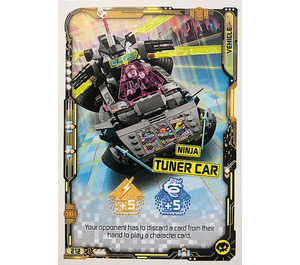 VEHICLE
NINJA
TUNER CAR
+5 +5
Your opponent has to discard a card from their
hand to play a character card.
212